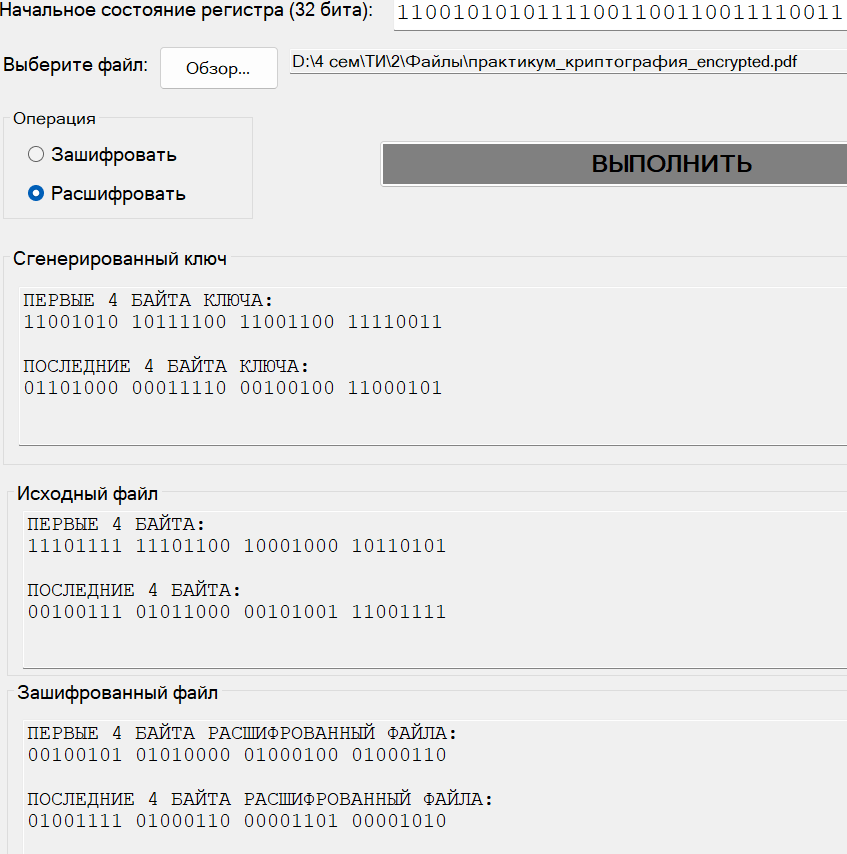 Начальное состояние регистра (32 бита): 11001010101111001100110011110011
Выберите файл: Обзор... D:\4 сем\ТИ\2\Файлы\практикум_криптография_encrypted.pdf
Операция
Зашифровать
ВЫПОЛНИТЬ
Расшифровать
Сгенерированный ключ
ПЕРВЫЕ 4 БАЙТА КЛЮЧА:
11001010 10111100 11001100 11110011
ПОСЛЕДНИЕ 4 БАЙТА КЛЮЧА:
01101000 00011110 00100100 11000101
Исходный файл
ПЕРВЫЕ 4 БАЙТА:
11101111 11101100 10001000 10110101
ПОСЛЕДНИЕ 4 БАЙТА:
00100111 01011000 00101001 11001111
Зашифрованный файл
ПЕРВЫЕ 4 БАЙТА РАСШИФРОВАННЫЙ ФАЙЛА:
00100101 01010000 01000100 01000110
ПОСЛЕДНИЕ 4 БАЙТА РАСШИФРОВАННЫЙ ФАЙЛА:
01001111 01000110 00001101 00001010